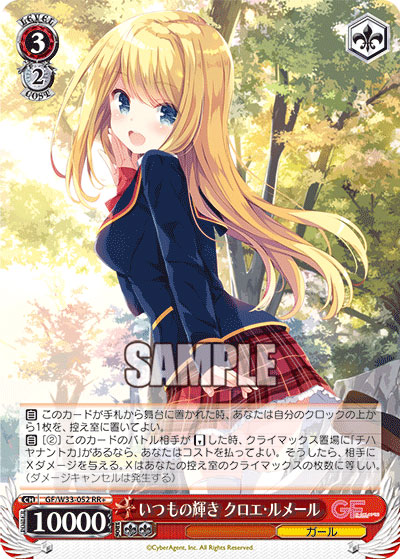 LEVEL
3
2
COST
SAMPLE
自 このカードが手札から舞台に置かれた時、あなたは自分のクロックの上から
1枚を、控え室に置いてよい。
自 [②] このカードのバトル相手が[ ]した時、クライマックス置場に「チハ
ヤナントカ」があるなら、あなたはコストを払ってよい。そうしたら、相手に
Xダメージを与える。Xはあなたの控え室のクライマックスの枚数に等しい。
(ダメージキャンセルは発生する)
CH
GF/W33-052 RR+
10000
POWER
いつもの輝き クロエ・ルメール
GF
ガール
©CyberAgent, Inc. All Rights Reserved.